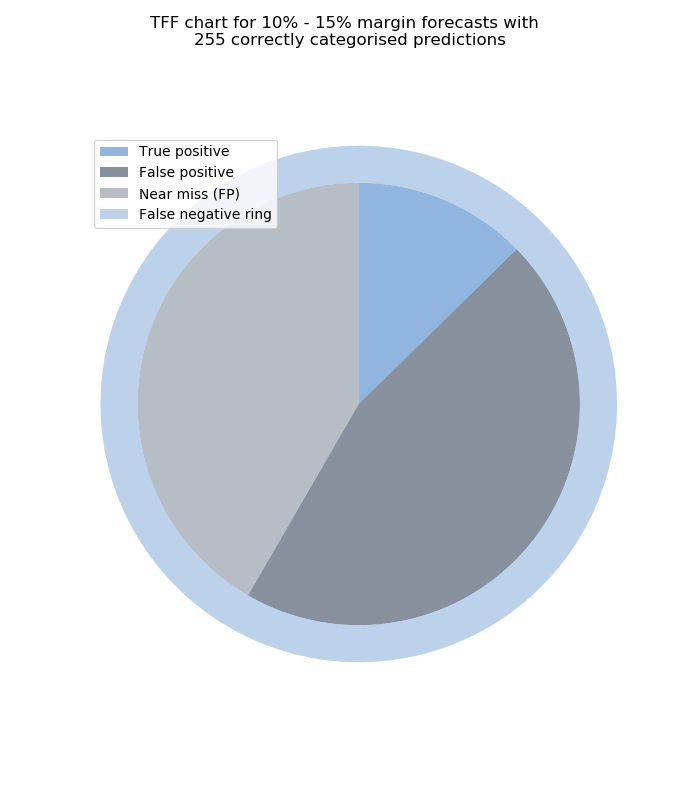 TFF chart for 10% - 15% margin forecasts with
255 correctly categorised predictions
True positive
False positive
Near miss (FP)
False negative ring